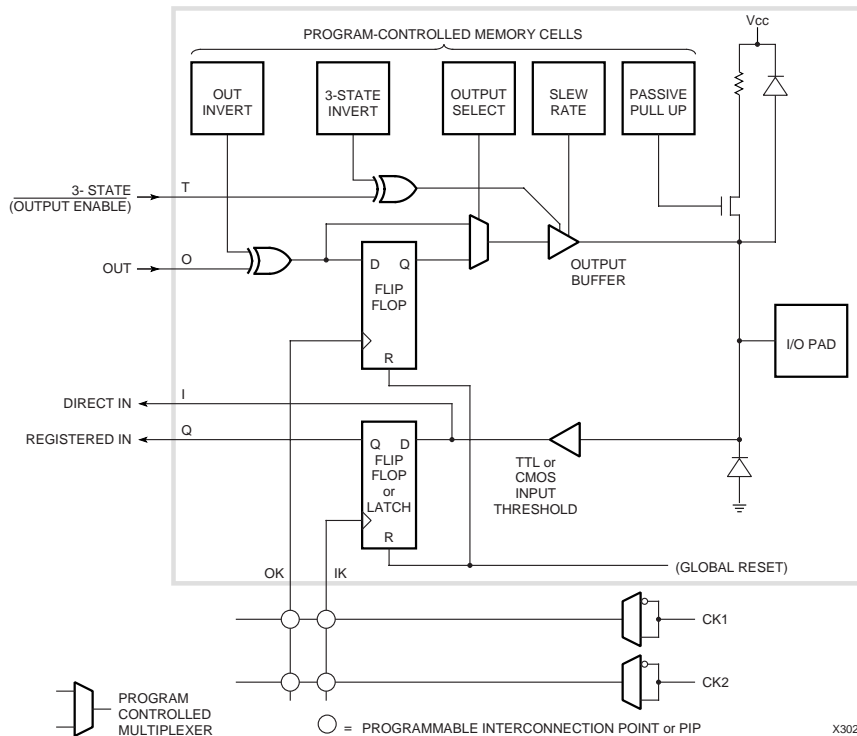 Vcc
PROGRAM-CONTROLLED MEMORY CELLS
OUT
INVERT
3-STATE
INVERT
OUTPUT
SELECT
SLEW
RATE
PASSIVE
PULL UP
3- STATE
(OUTPUT ENABLE)
T
OUT
O
D
Q
FLIP
FLOP
R
OUTPUT
BUFFER
I/O PAD
DIRECT IN
I
REGISTERED IN
Q
Q
D
FLIP
FLOP
or
LATCH
R
TTL or
CMOS
INPUT
THRESHOLD
OK
IK
(GLOBAL RESET)
CK1
CK2
PROGRAM
CONTROLLED
MULTIPLEXER
= PROGRAMMABLE INTERCONNECTION POINT or PIP
X302